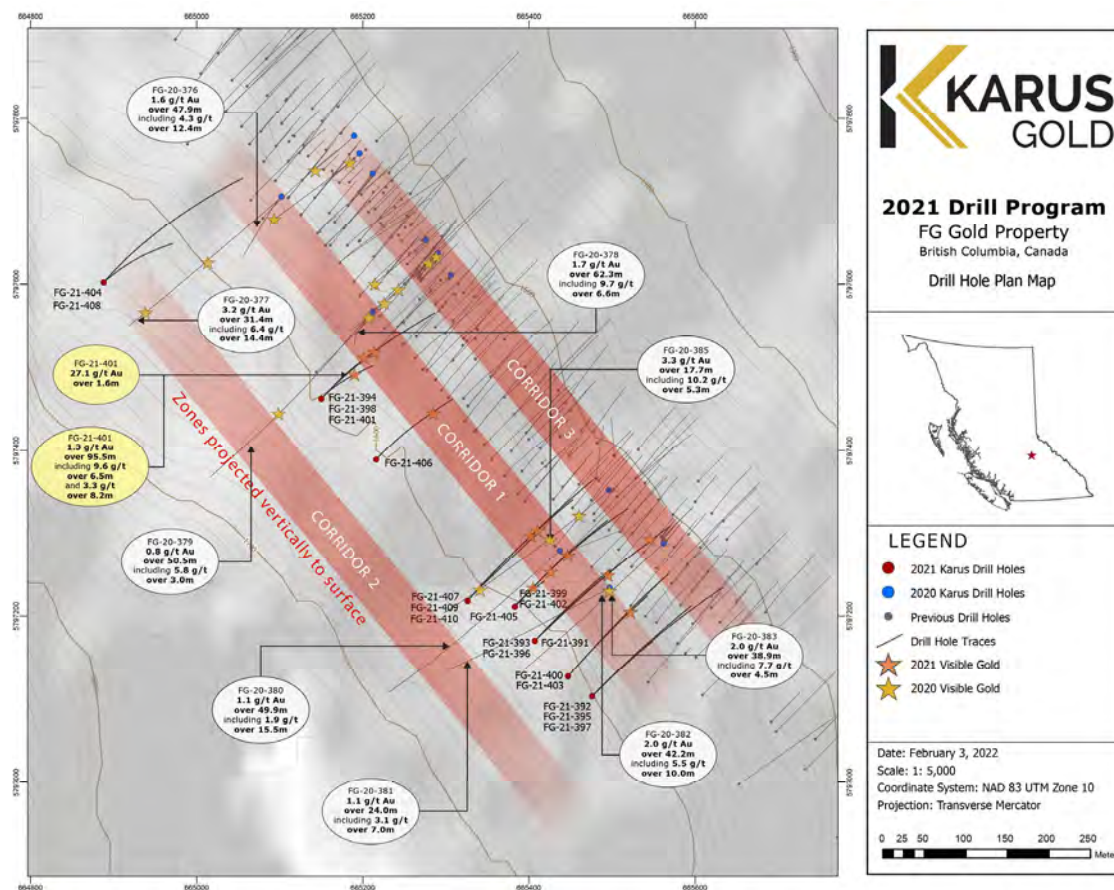 664800
665000
665200
665400
665600
5797800
5797600
5797400
5797200
5797800
5797600
5797400
5797200
664800
665000
665200
665400
665600
FG-20-376
1.6 g/t Au
over 47.9m
including 4.3 g/t
over 12.4m
FG-21-404
FG-21-408
FG-20-377
3.2 g/t Au
over 31.4m
including 6.4 g/t
over 14.4m
FG-20-378
1.7 g/t Au
over 62.3m
including 9.7 g/t
over 6.6m
FG-21-401
27.1 g/t Au
over 1.6m
FG-21-394
FG-21-398
FG-21-401
FG-20-385
3.3 g/t Au
over 17.7m
including 10.2 g/t
over 5.3m
FG-21-401
1.3 g/t Au
over 95.5m
including 9.6 g/t
over 6.5m
and 3.3 g/t
over 8.2m
FG-21-406
CORRIDOR 3
CORRIDOR 1
CORRIDOR 2
Zones projected vertically to surface
FG-20-379
0.8 g/t Au
over 50.5m
including 5.8 g/t
over 3.0m
FG-21-407
FG-21-409
FG-21-410
FG-21-405
FG-21-399
FG-21-402
FG-21-393
FG-21-396
FG-21-391
FG-21-400
FG-21-403
FG-21-392
FG-21-395
FG-21-397
FG-20-383
2.0 g/t Au
over 38.9m
including 7.7 g/t
over 4.5m
FG-20-380
1.1 g/t Au
over 49.9m
including 1.9 g/t
over 15.5m
FG-20-382
2.0 g/t Au
over 42.2m
including 5.5 g/t
over 10.0m
FG-20-381
1.1 g/t Au
over 24.0m
including 3.1 g/t
over 7.0m
KARUS
GOLD
2021 Drill Program
FG Gold Property
British Columbia, Canada
Drill Hole Plan Map
LEGEND
2021 Karus Drill Holes
2020 Karus Drill Holes
Previous Drill Holes
Drill Hole Traces
2021 Visible Gold
2020 Visible Gold
Date: February 3, 2022
Scale: 1: 5,000
Coordinate System: NAD 83 UTM Zone 10
Projection: Transverse Mercator
0 25 50 100 150 200 250
Mete